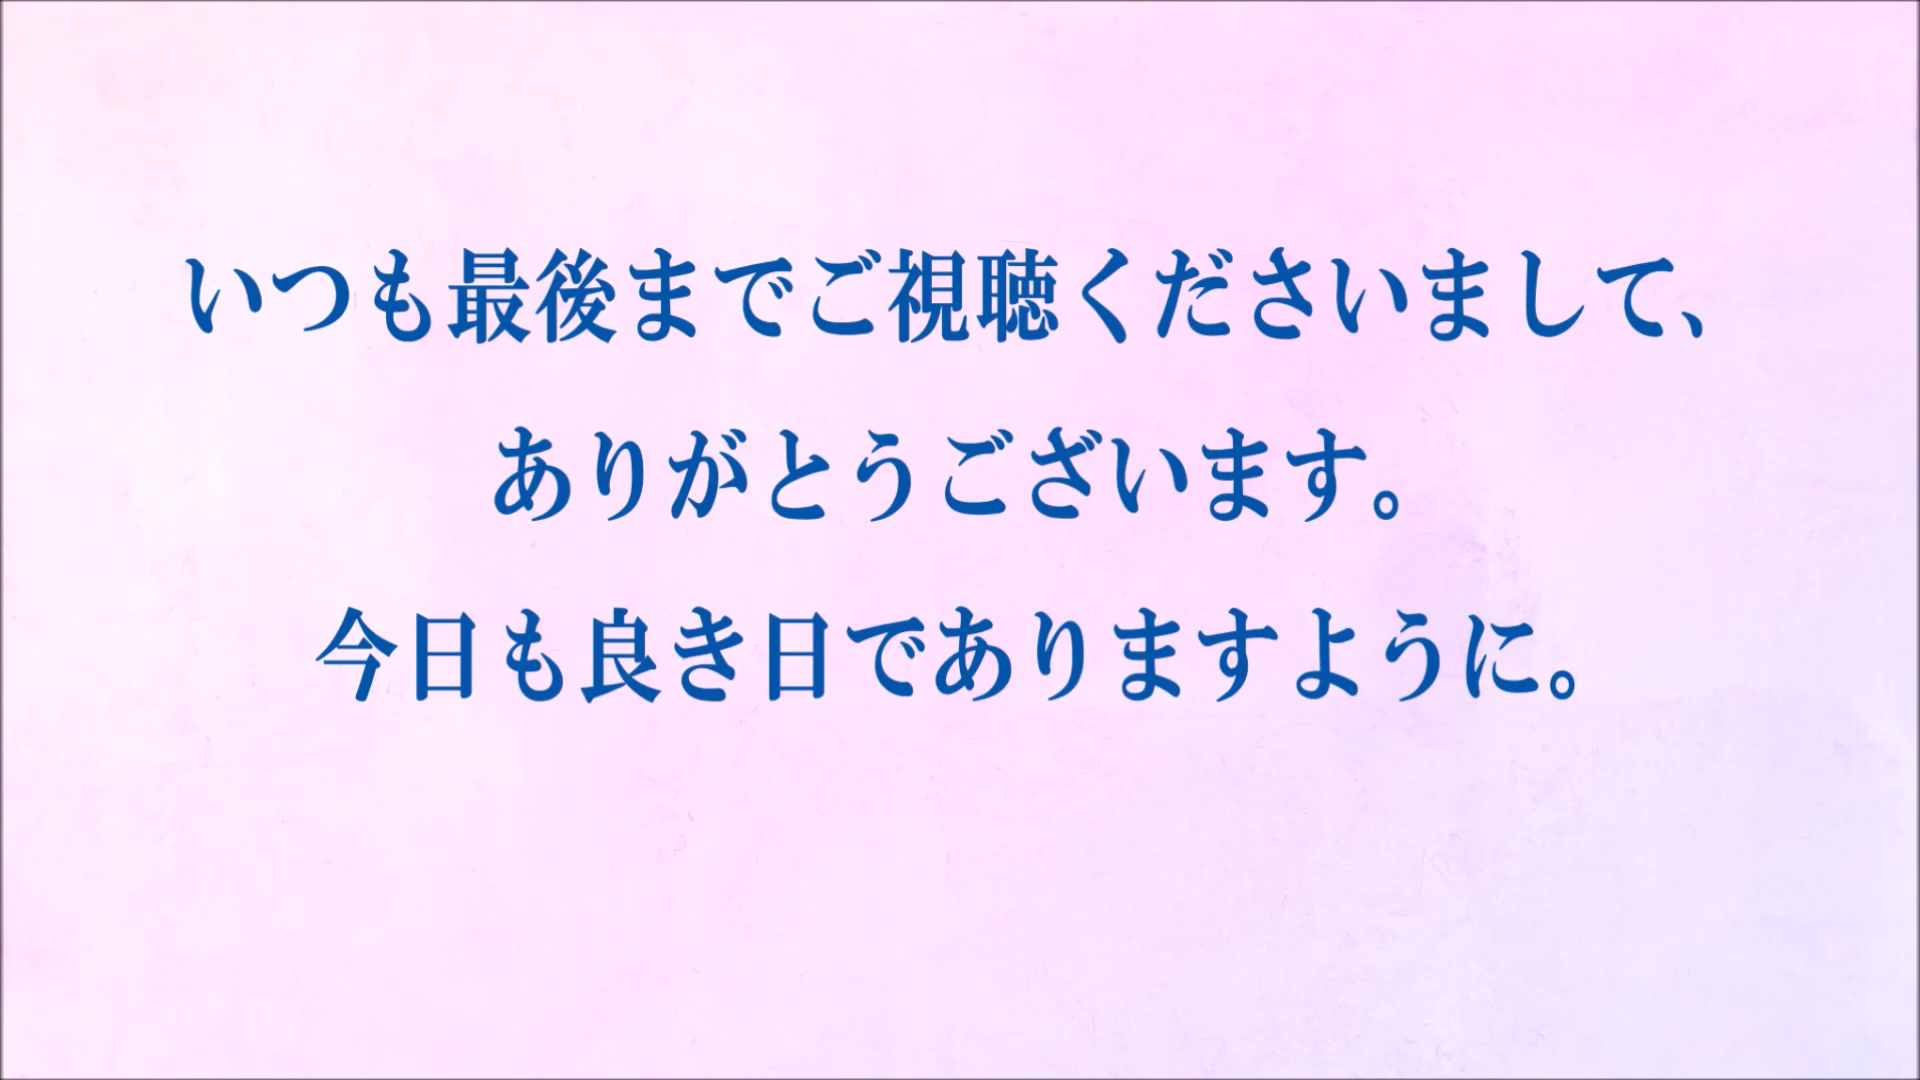 いつも最後までご視聴くださいまして、
ありがとうございます。
今日も良き日でありますように。